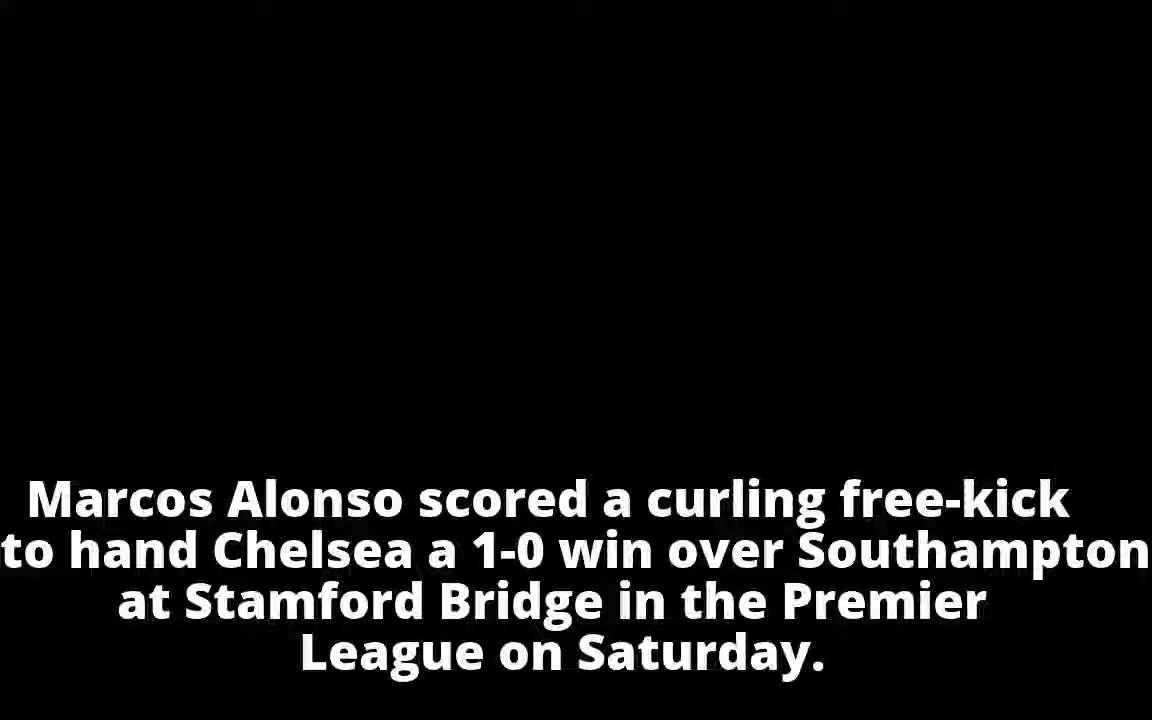 Marcos Alonso scored a curling free-kick
to hand Chelsea a 1-0 win over Southampton
at Stamford Bridge in the Premier
League on Saturday.